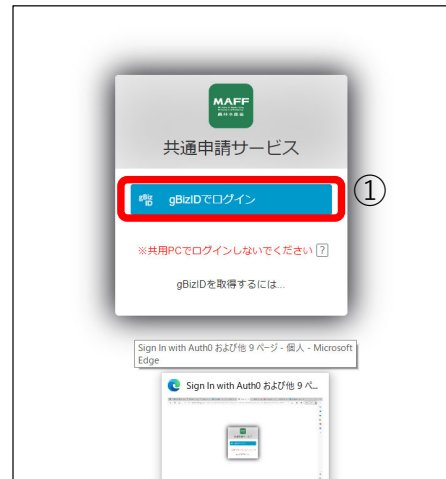 MAFF
農林水産省
共通申請サービス
gBiz
ID
gBizIDでログイン
①
※共用PCでログインしないでください ?
gBizIDを取得するには...
Sign In with Auth0 および他 9 ページ - 個人 - Microsoft
Edge
Sign In with Auth0 および他 9 ペ...